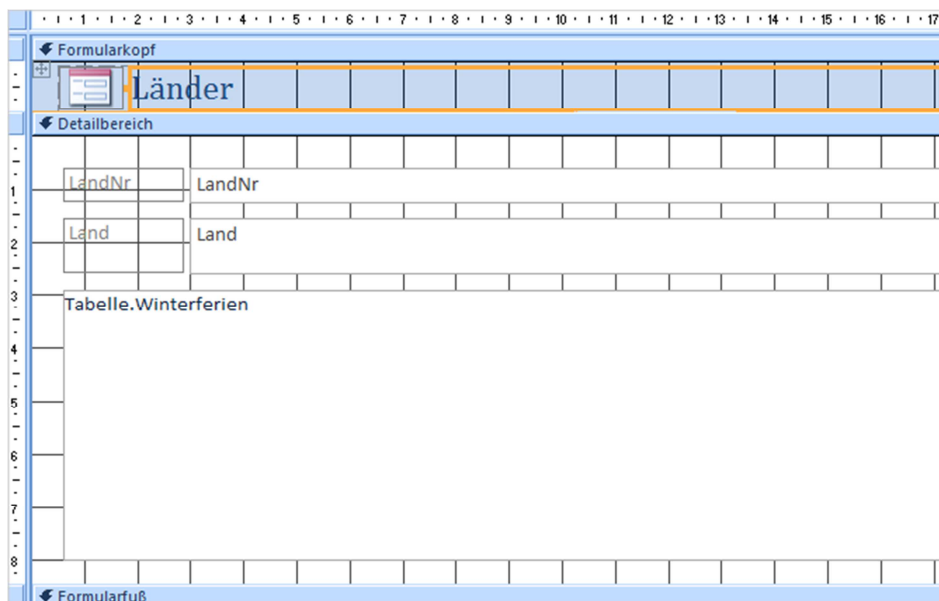 1 2 3 4 5 6 7 8 9 10 11 12 13 14 15 16 17
Formularkopf
Länder
Detailbereich
LandNr LandNr
1
Land Land
2
3
Tabelle.Winterferien
4
5
6
7
8
Formularfuß